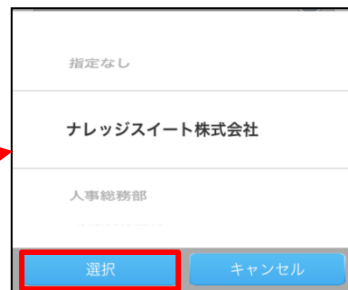 指定なし
ナレッジスイート株式会社
人事総務部
選択
キャンセル